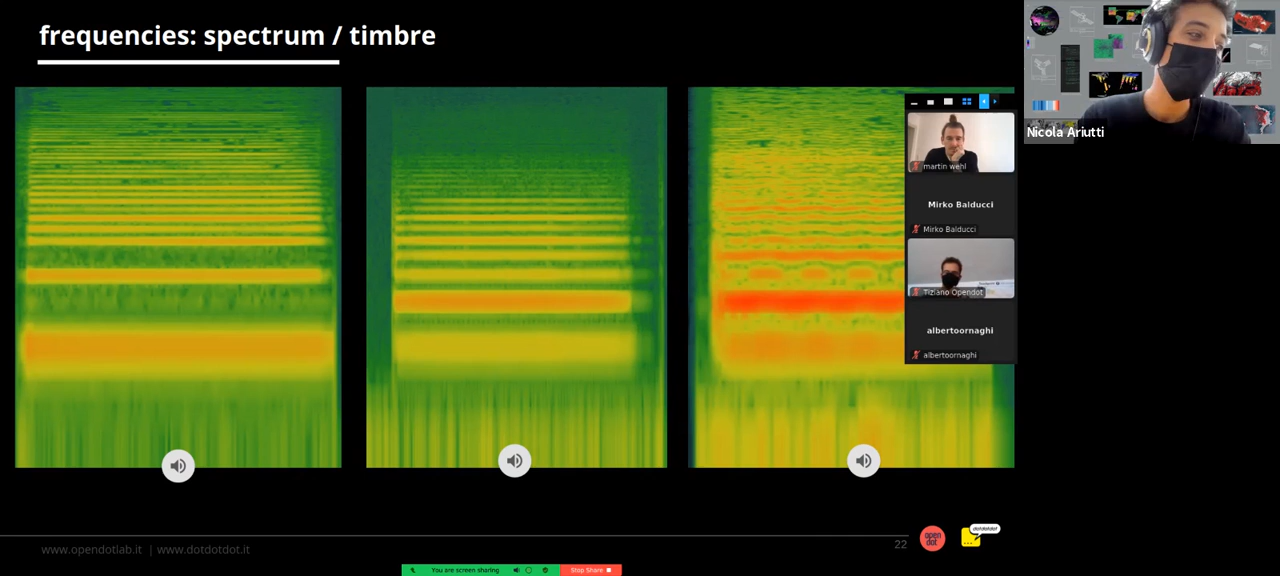 frequencies: spectrum / timbre
Nicola Ariutti
martin wehl
Mirko Balducci
Mirko Balducci
Tiziano Opendot
albertoornaghi
albertoornaghi
www.opendotlab.it | www.dotdotdot.it
22
open
dot
dotdotdot
You are screen sharing
Stop Share